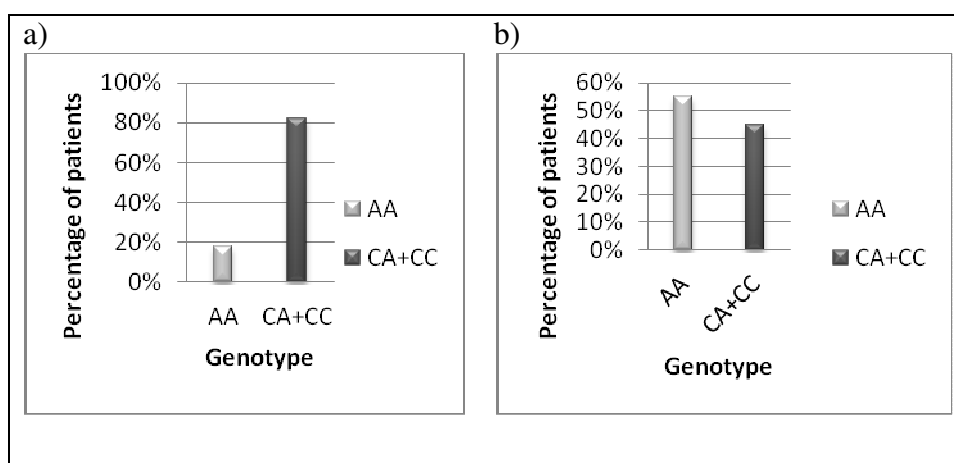 a)
100%
80%
60%
40%
20%
0%
Percentage of patients
AA
CA+CC
Genotype
AA
CA+CC
b)
60%
50%
40%
30%
20%
10%
0%
Percentage of patients
AA
CA+CC
Genotype
AA
CA+CC